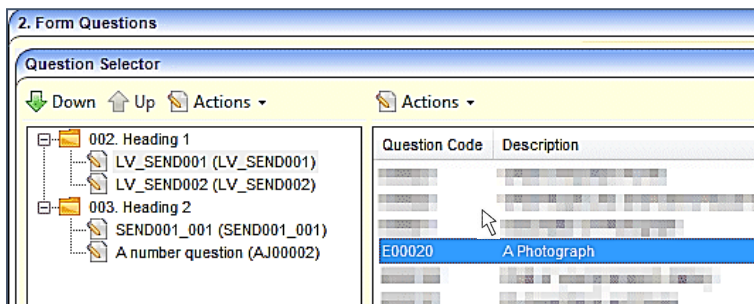 2. Form Questions
Question Selector
Down Up Actions
002. Heading 1
LV_SEND001 (LV_SEND001)
LV_SEND002 (LV_SEND002)
003. Heading 2
SEND001_001 (SEND001_001)
A number question (AJ00002)
Actions
Question Code Description
E00020 A Photograph